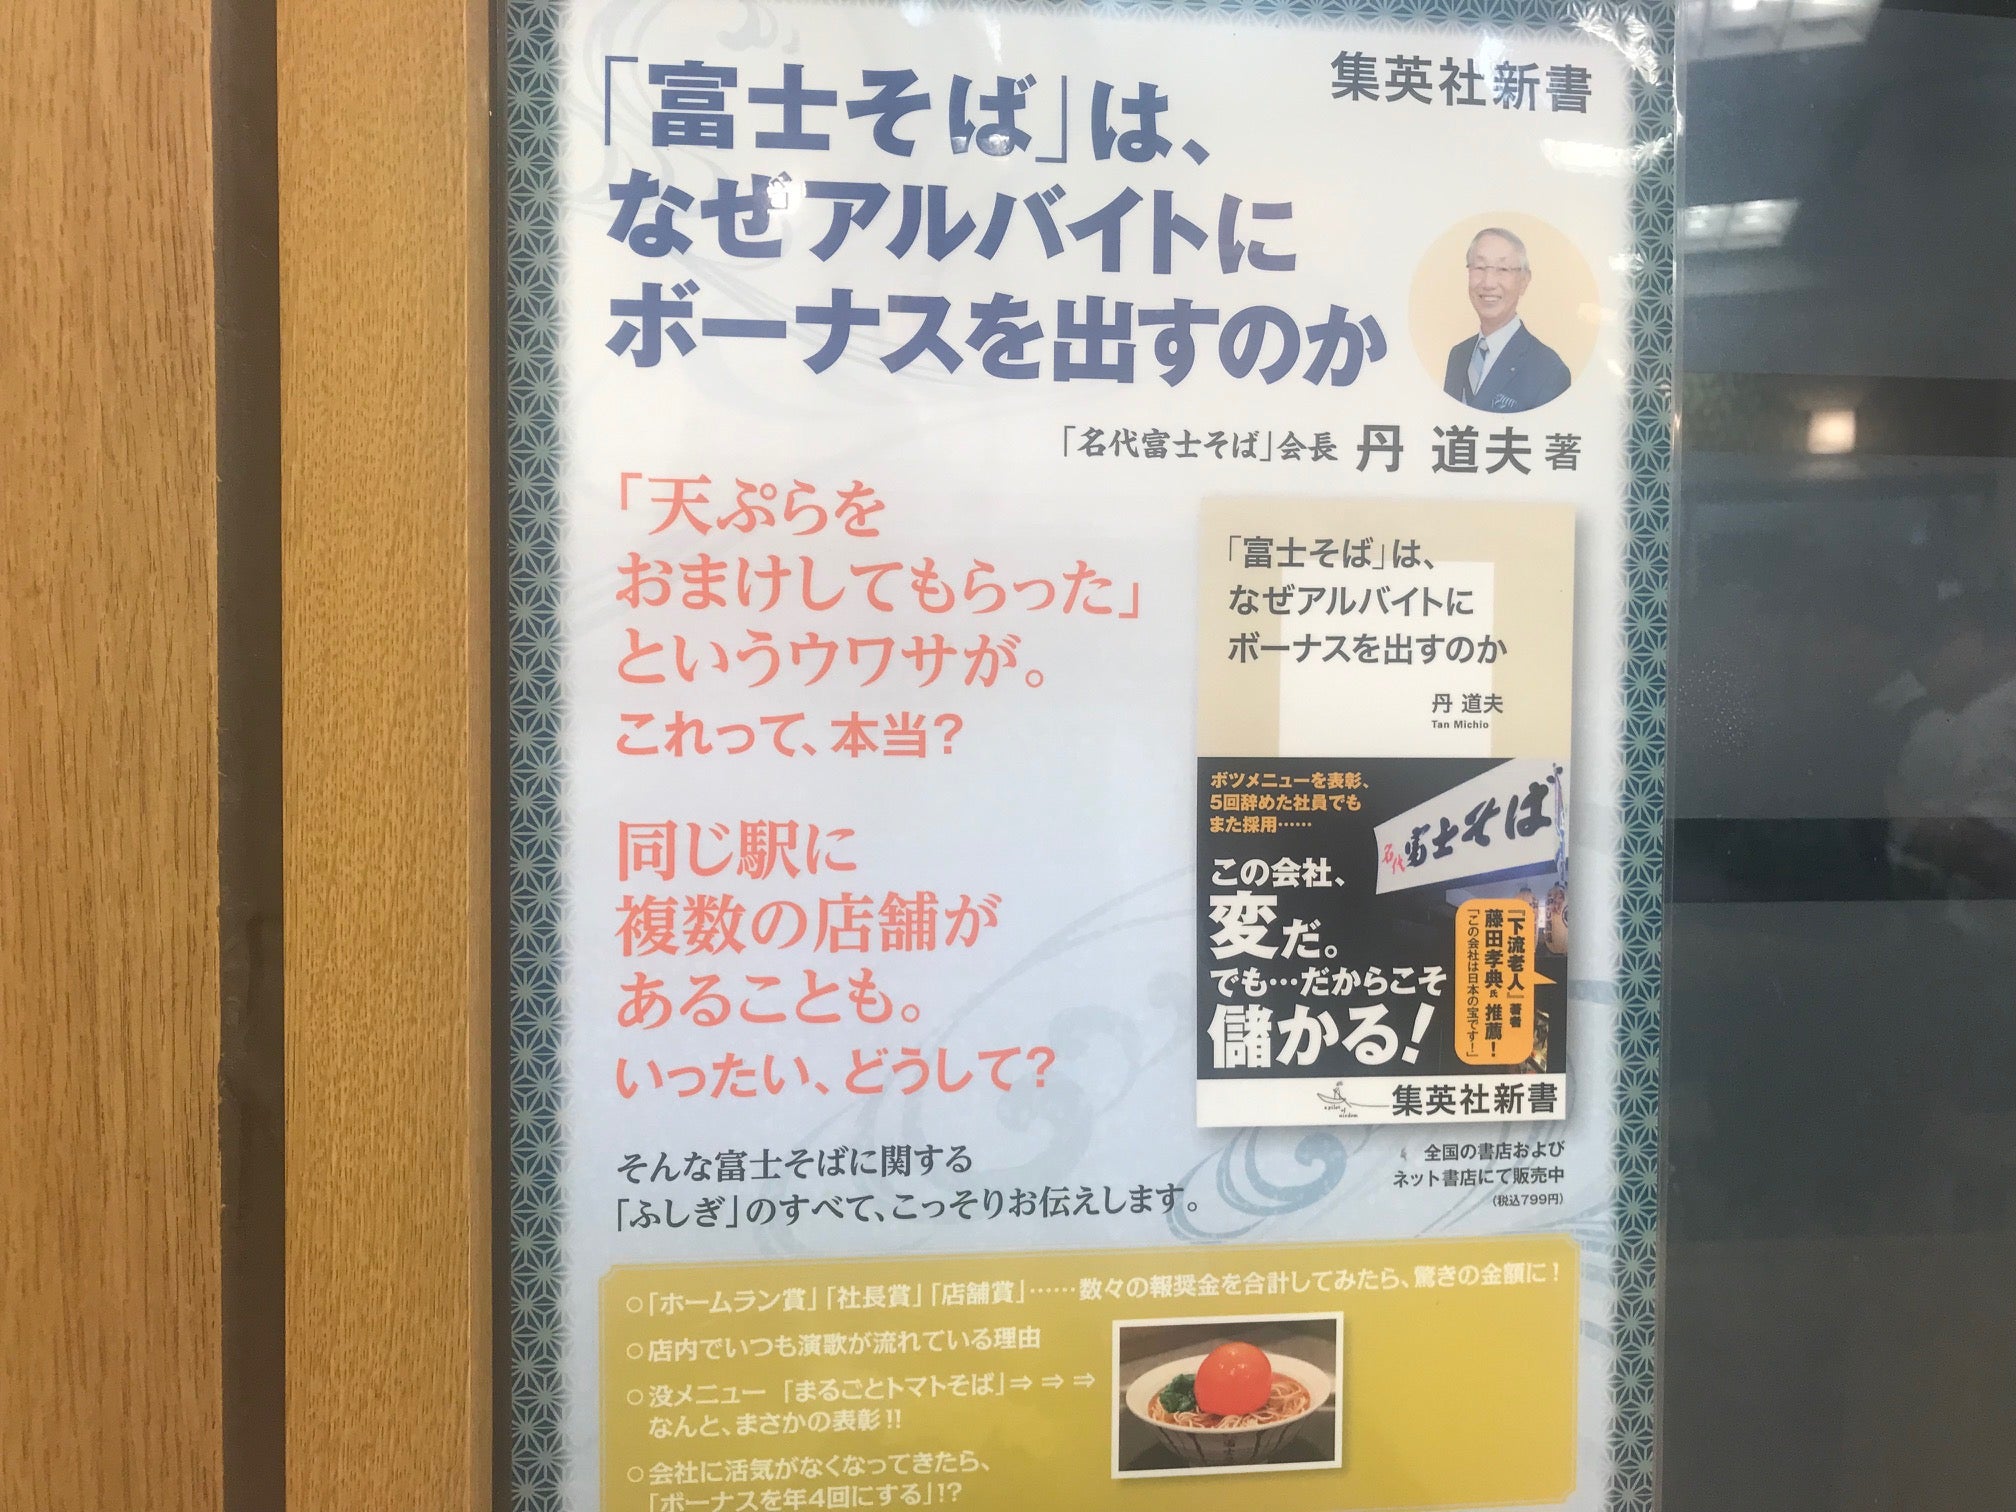 集英社新書
「富士そば」は、
なぜアルバイトに
ボーナスを出すのか
「名代富士そば」会長 丹 道夫 著
「天ぷらを
おまけしてもらった」
というウワサが。
これって、本当?
同じ駅に
複数の店舗が
あることも。
いったい、どうして?
そんな富士そばに関する
「ふしぎ」のすべて、こっそりお伝えします。
「富士そば」は、
なぜアルバイトに
ボーナスを出すのか
丹 道夫
Tan Michio
ボツメニューを表彰、
5回辞めた社員でも
また採用……
この会社、
変だ。
でも…だからこそ
儲かる!
名代 富士そば
『下流老人』著者
藤田孝典氏 推薦!
「この会社は日本の宝です!」
集英社新書
全国の書店および
ネット書店にて販売中
(税込799円)
○「ホームラン賞」「社長賞」「店舗賞」……数々の報奨金を合計してみたら、驚きの金額に!
○店内でいつも演歌が流れている理由
○没メニュー 「まるごとトマトそば」⇒⇒⇒
なんと、まさかの表彰!!
○会社に活気がなくなってきたら、
「ボーナスを年4回にする」!?